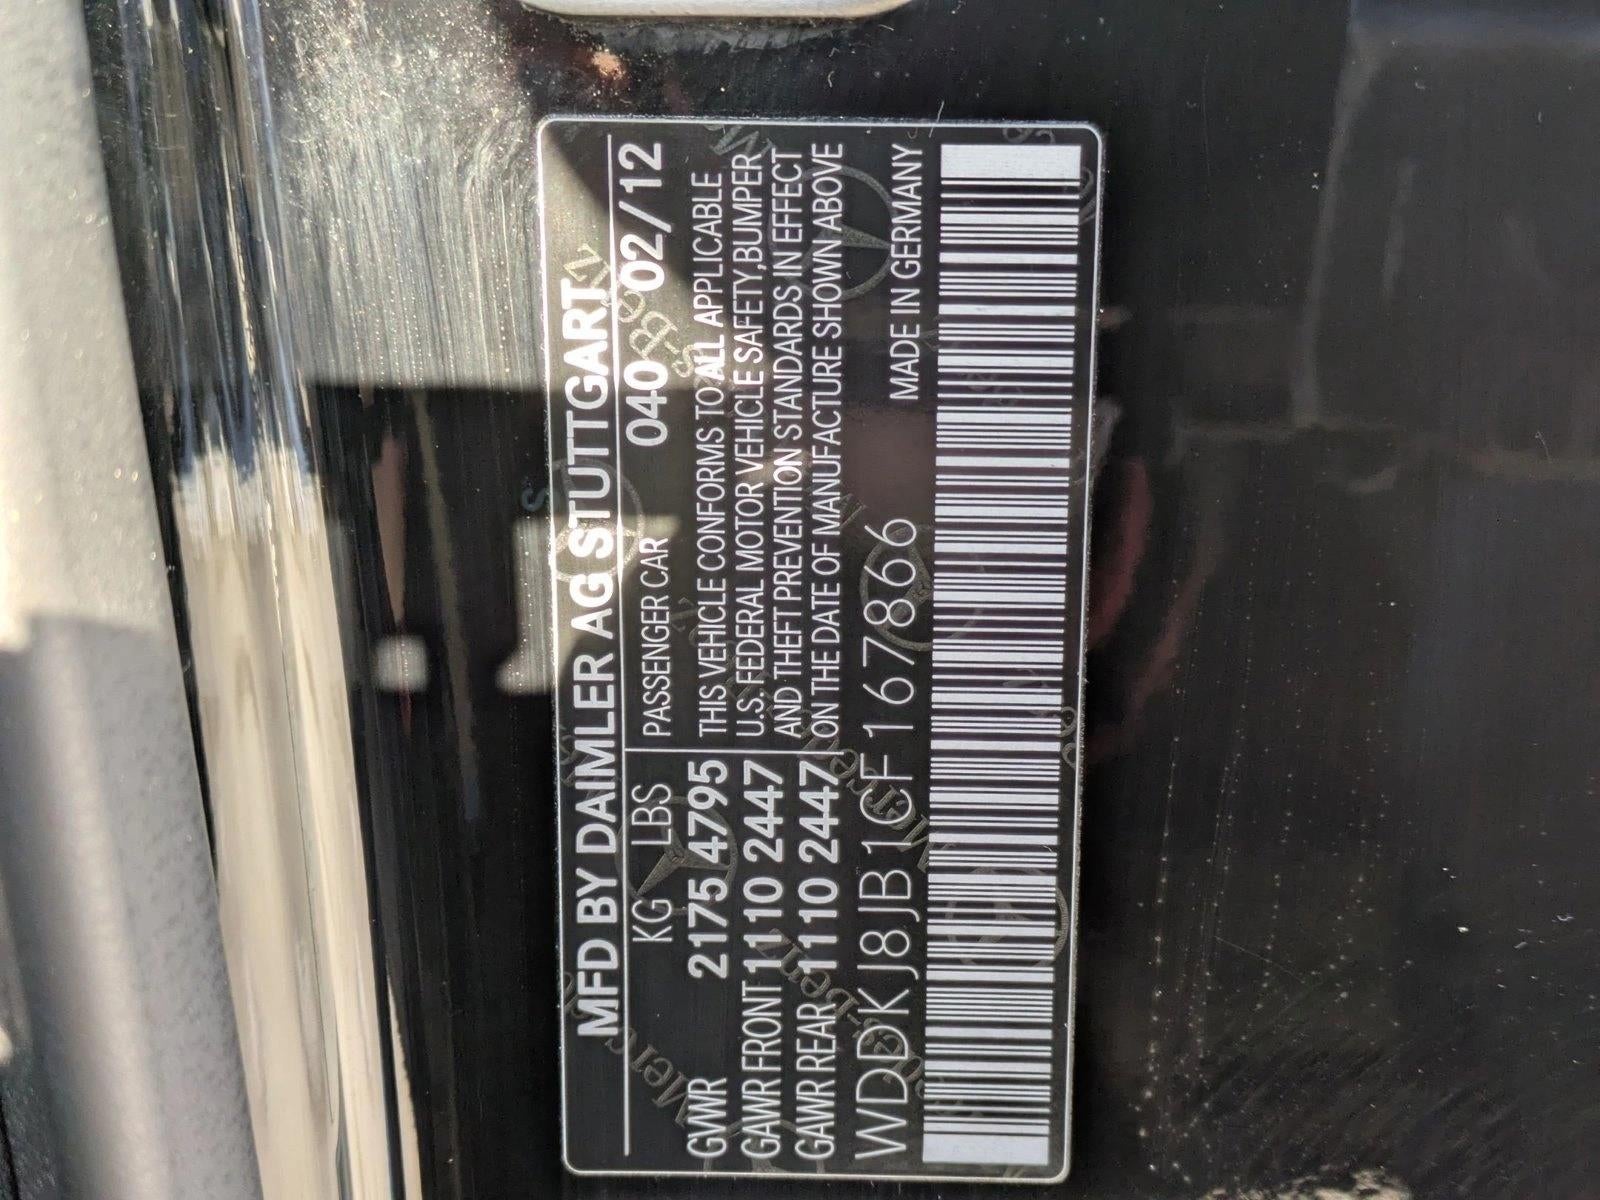 MFD BY DAIMLER AG STUTTGART
KG LBS
GVWR 2175 4795
GAWR FRONT 1110 2447
GAWR REAR 1110 2447
PASSENGER CAR 040 02/12
THIS VEHICLE CONFORMS TO ALL APPLICABLE
U.S. FEDERAL MOTOR VEHICLE SAFETY,BUMPER
AND THEFT PREVENTION STANDARDS IN EFFECT
ON THE DATE OF MANUFACTURE SHOWN ABOVE
WDDKJ8JB1CF167866
MADE IN GERMANY